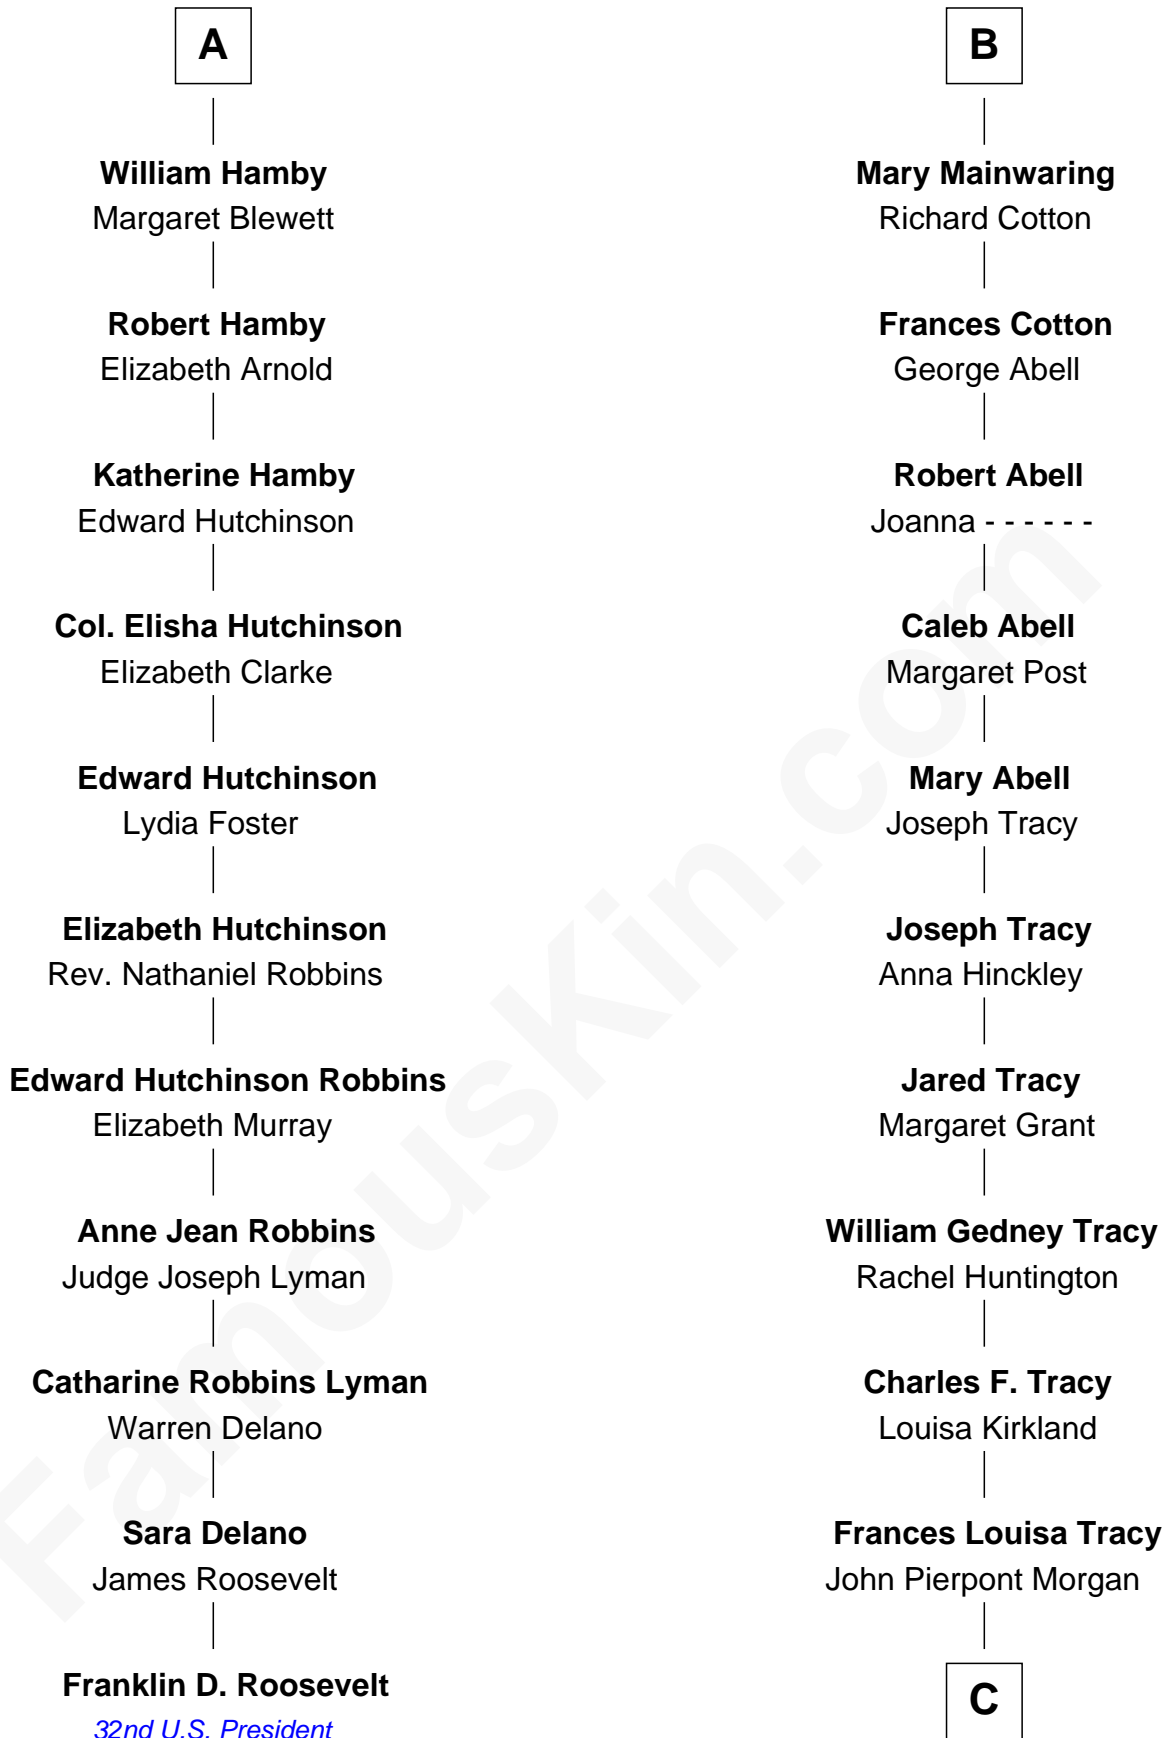 A
William Hamby
Margaret Blewett
Robert Hamby
Elizabeth Arnold
Katherine Hamby
Edward Hutchinson
Col. Elisha Hutchinson
Elizabeth Clarke
Edward Hutchinson
Lydia Foster
Elizabeth Hutchinson
Rev. Nathaniel Robbins
Edward Hutchinson Robbins
Elizabeth Murray
Anne Jean Robbins
Judge Joseph Lyman
Catharine Robbins Lyman
Warren Delano
Sara Delano
James Roosevelt
Franklin D. Roosevelt
32nd U.S. President
B
Mary Mainwaring
Richard Cotton
Frances Cotton
George Abell
Robert Abell
Joanna - - - - - -
Caleb Abell
Margaret Post
Mary Abell
Joseph Tracy
Joseph Tracy
Anna Hinckley
Jared Tracy
Margaret Grant
William Gedney Tracy
Rachel Huntington
Charles F. Tracy
Louisa Kirkland
Frances Louisa Tracy
John Pierpont Morgan
C
FamousKin.com